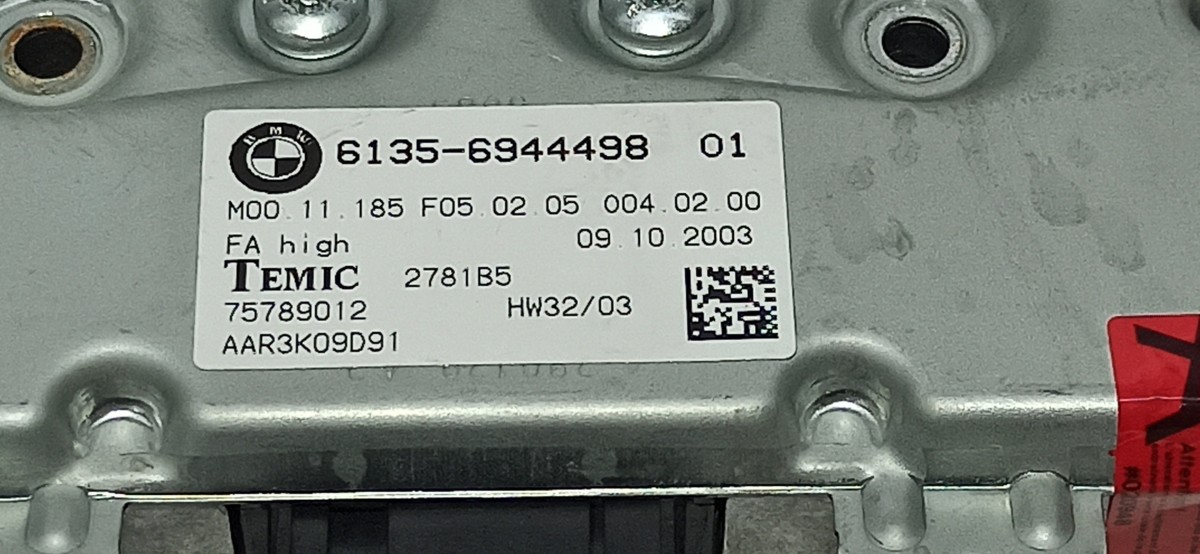 BMW
6135-6944498 01
M00.11.185 F05.02.05 004.02.00
FA high 09.10.2003
TEMIC 2781B5
75789012 HW32/03
AAR3K09D91